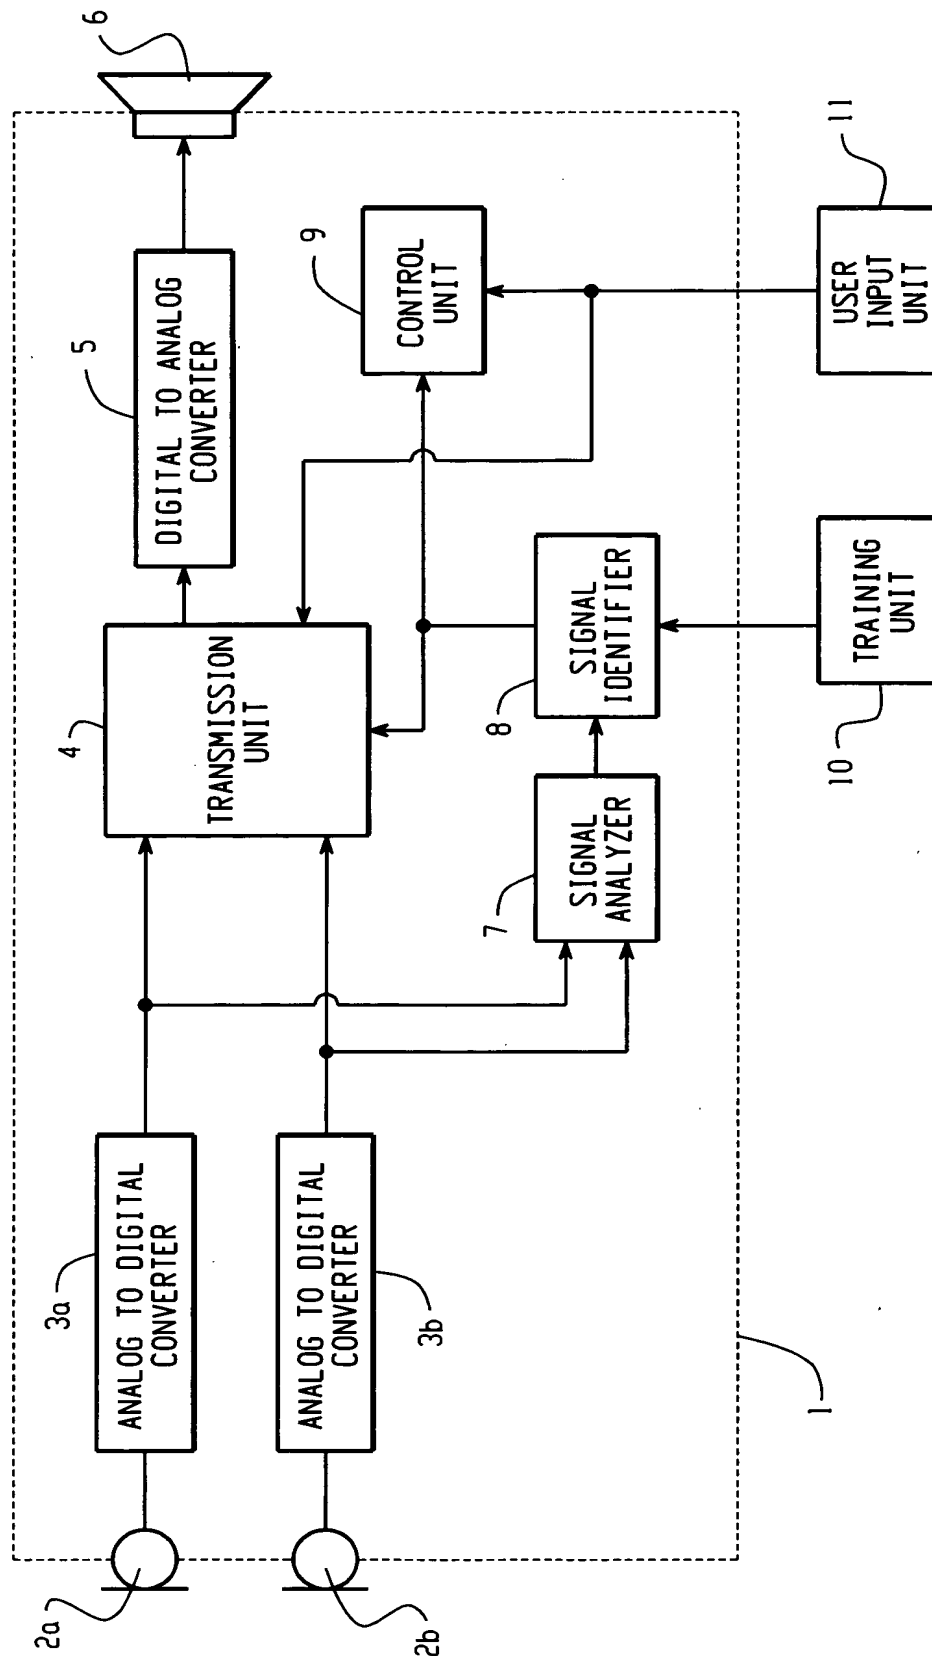 6
5
DIGITAL TO ANALOG
CONVERTER
9
CONTROL
UNIT
11
USER
INPUT
UNIT
4
TRANSMISSION
UNIT
8
SIGNAL
IDENTIFIER
10
TRAINING
UNIT
7
SIGNAL
ANALYZER
3a
ANALOG TO DIGITAL
CONVERTER
3b
ANALOG TO DIGITAL
CONVERTER
1
2a
2b